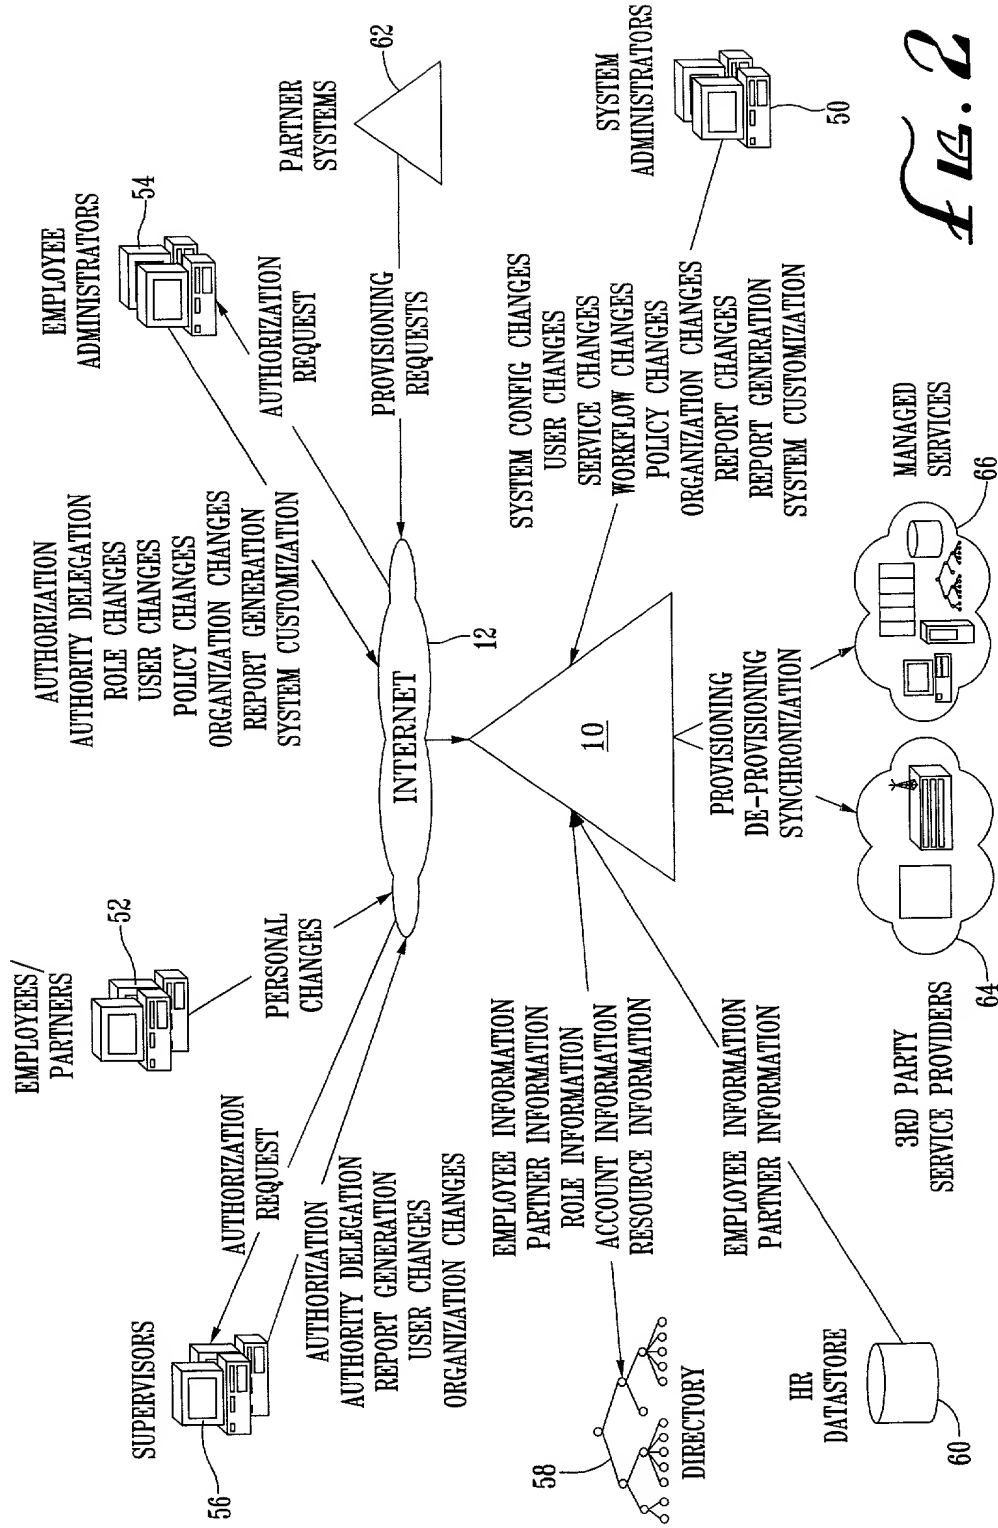 SUPERVISORS
56
AUTHORIZATION
REQUEST
AUTHORIZATION
AUTHORITY DELEGATION
REPORT GENERATION
USER CHANGES
ORGANIZATION CHANGES
EMPLOYEES/
PARTNERS
52
PERSONAL
CHANGES
AUTHORIZATION
AUTHORITY DELEGATION
ROLE CHANGES
USER CHANGES
POLICY CHANGES
ORGANIZATION CHANGES
REPORT GENERATION
SYSTEM CUSTOMIZATION
EMPLOYEE
ADMINISTRATORS
54
AUTHORIZATION
REQUEST
PARTNER
SYSTEMS
62
PROVISIONING
REQUESTS
INTERNET
12
58
DIRECTORY
EMPLOYEE INFORMATION
PARTNER INFORMATION
ROLE INFORMATION
ACCOUNT INFORMATION
RESOURCE INFORMATION
10
SYSTEM CONFIG CHANGES
USER CHANGES
SERVICE CHANGES
WORKFLOW CHANGES
POLICY CHANGES
ORGANIZATION CHANGES
REPORT CHANGES
REPORT GENERATION
SYSTEM CUSTOMIZATION
SYSTEM
ADMINISTRATORS
50
HR
DATASTORE
60
EMPLOYEE INFORMATION
PARTNER INFORMATION
PROVISIONING
DE-PROVISIONING
SYNCHRONIZATION
3RD PARTY
SERVICE PROVIDERS
64
MANAGED
SERVICES
66
FIG. 2